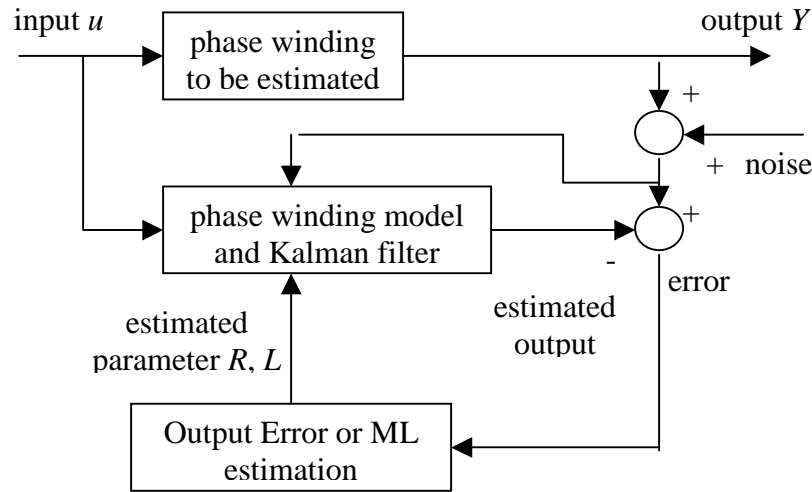 input u
output Y
phase winding
to be estimated
+
+ noise
phase winding model
and Kalman filter
+
-
error
estimated
output
estimated
parameter R, L
Output Error or ML
estimation